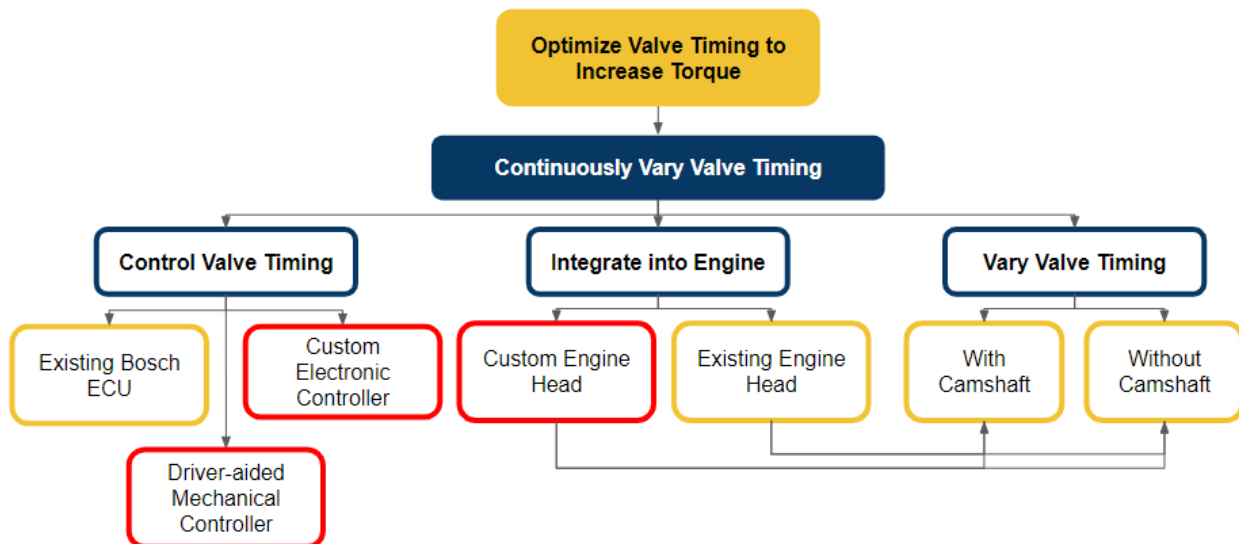 Optimize Valve Timing to
Increase Torque
Continuously Vary Valve Timing
Control Valve Timing
Integrate into Engine
Vary Valve Timing
Existing Bosch
ECU
Custom
Electronic
Controller
Custom Engine
Head
Existing Engine
Head
With
Camshaft
Without
Camshaft
Driver-aided
Mechanical
Controller